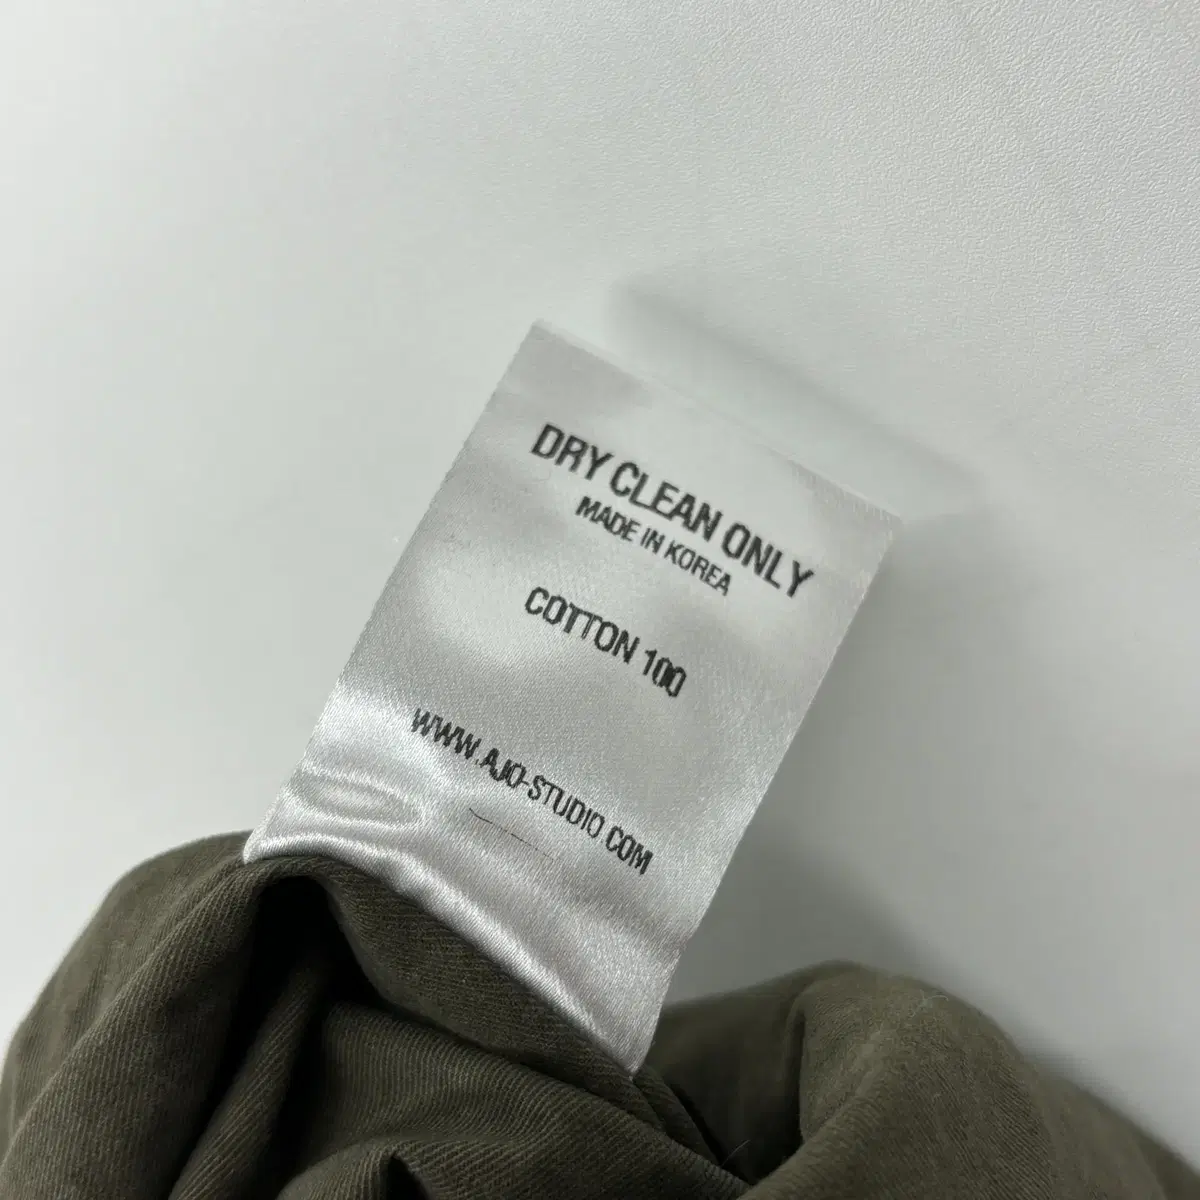 DRY CLEAN ONLY
MADE IN KOREA
COTTON 100
WWW.AJO-STUDIO.COM